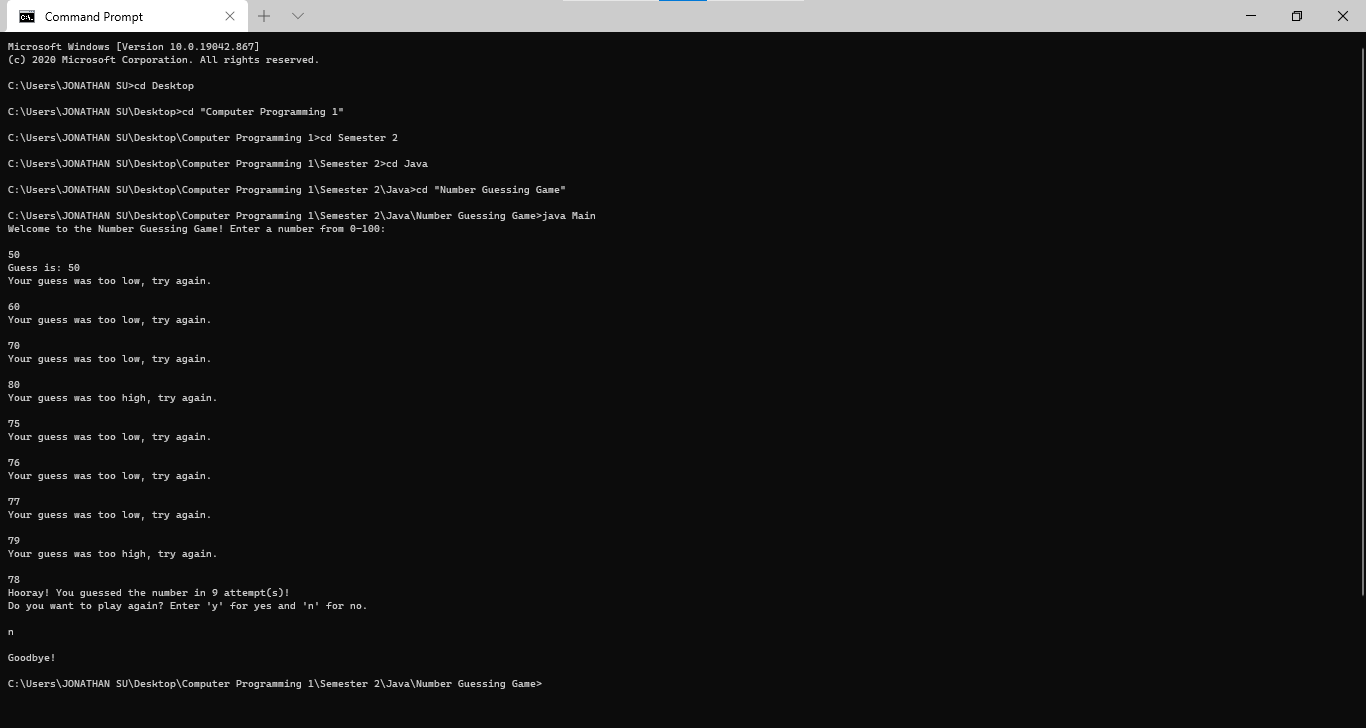 Command Prompt
Microsoft Windows [Version 10.0.19042.867]
(c) 2020 Microsoft Corporation. All rights reserved.
C:\Users\JONATHAN SU>cd Desktop
C:\Users\JONATHAN SU\Desktop>cd "Computer Programming 1"
C:\Users\JONATHAN SU\Desktop\Computer Programming 1>cd Semester 2
C:\Users\JONATHAN SU\Desktop\Computer Programming 1\Semester 2>cd Java
C:\Users\JONATHAN SU\Desktop\Computer Programming 1\Semester 2\Java>cd "Number Guessing Game"
C:\Users\JONATHAN SU\Desktop\Computer Programming 1\Semester 2\Java\Number Guessing Game>java Main
Welcome to the Number Guessing Game! Enter a number from 0-100:
50
Guess is: 50
Your guess was too low, try again.
60
Your guess was too low, try again.
70
Your guess was too low, try again.
80
Your guess was too high, try again.
75
Your guess was too low, try again.
76
Your guess was too low, try again.
77
Your guess was too low, try again.
79
Your guess was too high, try again.
78
Hooray! You guessed the number in 9 attempt(s)!
Do you want to play again? Enter 'y' for yes and 'n' for no.
n
Goodbye!
C:\Users\JONATHAN SU\Desktop\Computer Programming 1\Semester 2\Java\Number Guessing Game>